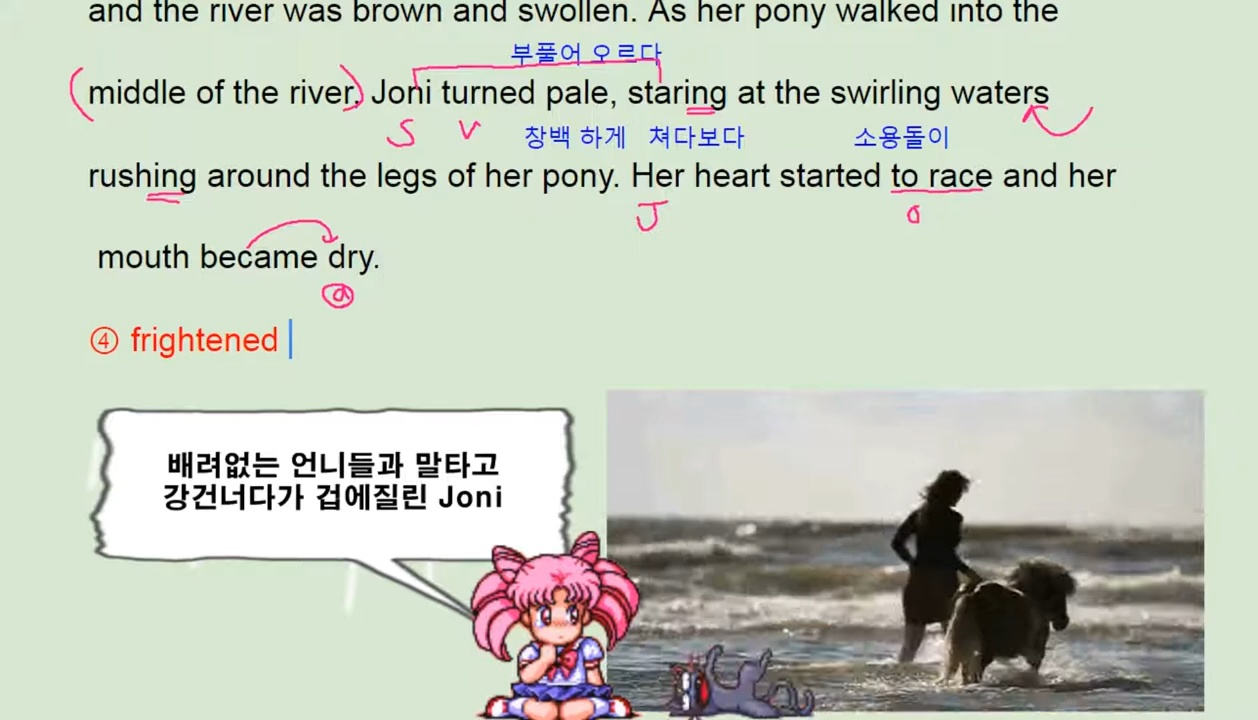 and the river was brown and swollen. As her pony walked into the
부풀어 오르다
(middle of the river.) Joni turned pale, staring at the swirling waters
S V 창백 하게 쳐다보다 소용돌이
rushing around the legs of her pony. Her heart started to race and her
J o
mouth became dry.
ⓐ
④ frightened
배려없는 언니들과 말타고
강건너다가 겁에질린 Joni